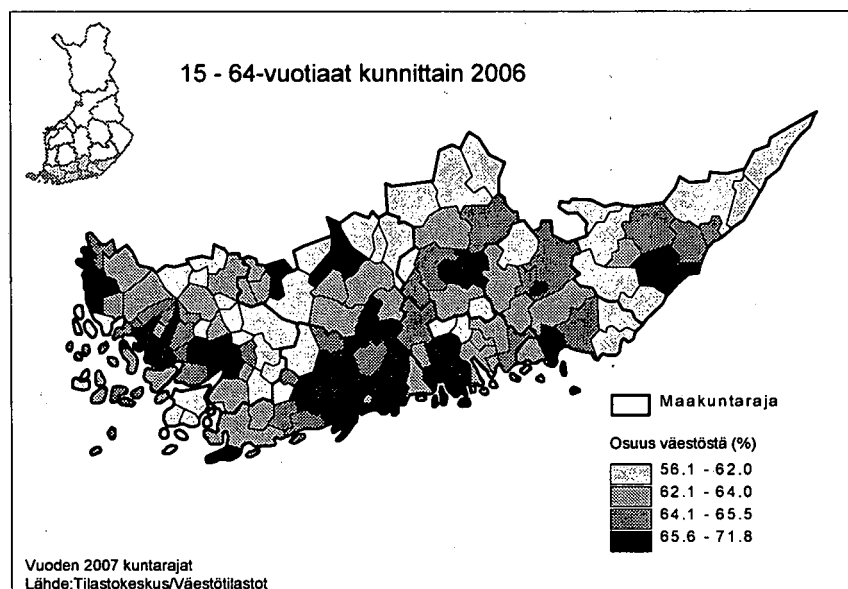 15 - 64-vuotiaat kunnittain 2006
Maakuntaraja
Osuus väestöstä (%)
56.1 - 62.0
62.1 - 64.0
64.1 - 65.5
65.6 - 71.8
Vuoden 2007 kuntarajat
Lähde:Tilastokeskus/Väestötilastot